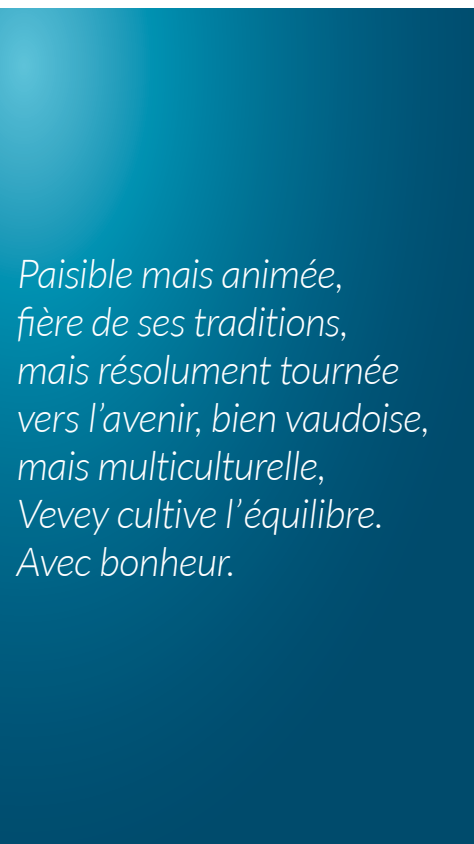 Paisible mais animée,
fière de ses traditions,
mais résolument tournée
vers l’avenir, bien vaudoise,
mais multiculturelle,
Vevey cultive l’équilibre.
Avec bonheur.